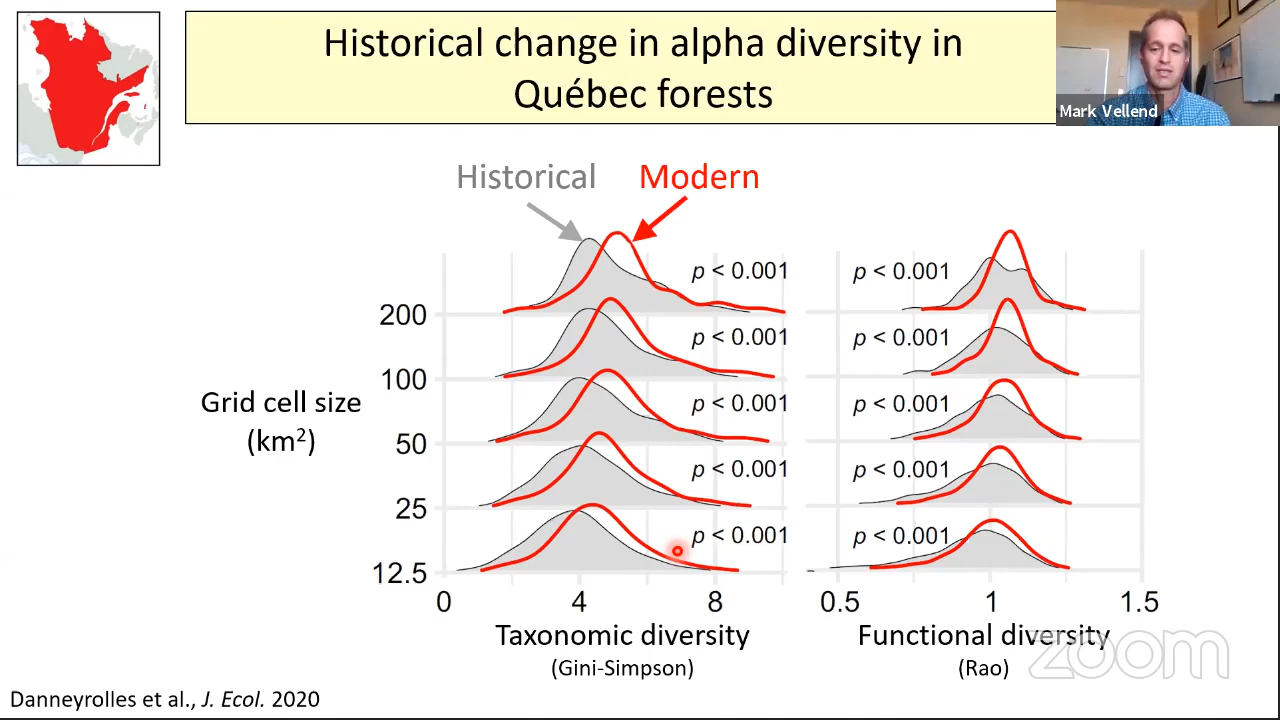 Historical change in alpha diversity in
Québec forests
Mark Vellend
Historical Modern
p < 0.001 p < 0.001
200
p < 0.001 p < 0.001
100
Grid cell size
(km²)
p < 0.001 p < 0.001
50
p < 0.001 p < 0.001
25
p < 0.001 p < 0.001
12.5
0 4 8 0.5 1 1.5
Taxonomic diversity Functional diversity
(Gini-Simpson) (Rao)
zoom
Danneyrolles et al., J. Ecol. 2020